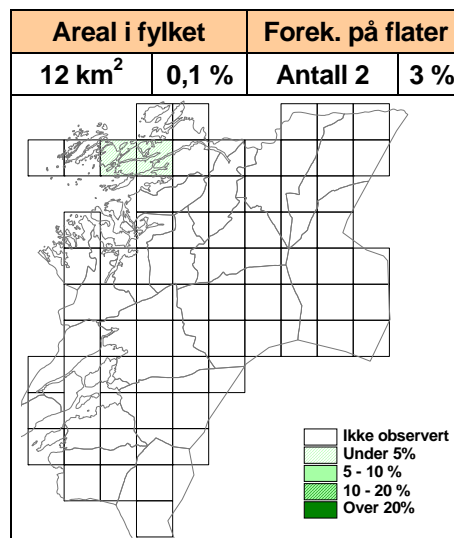 Areal i fylket Forek. på flater
12 km² 0,1 % Antall 2 3 %
Ikke observert
Under 5%
5 - 10 %
10 - 20 %
Over 20%